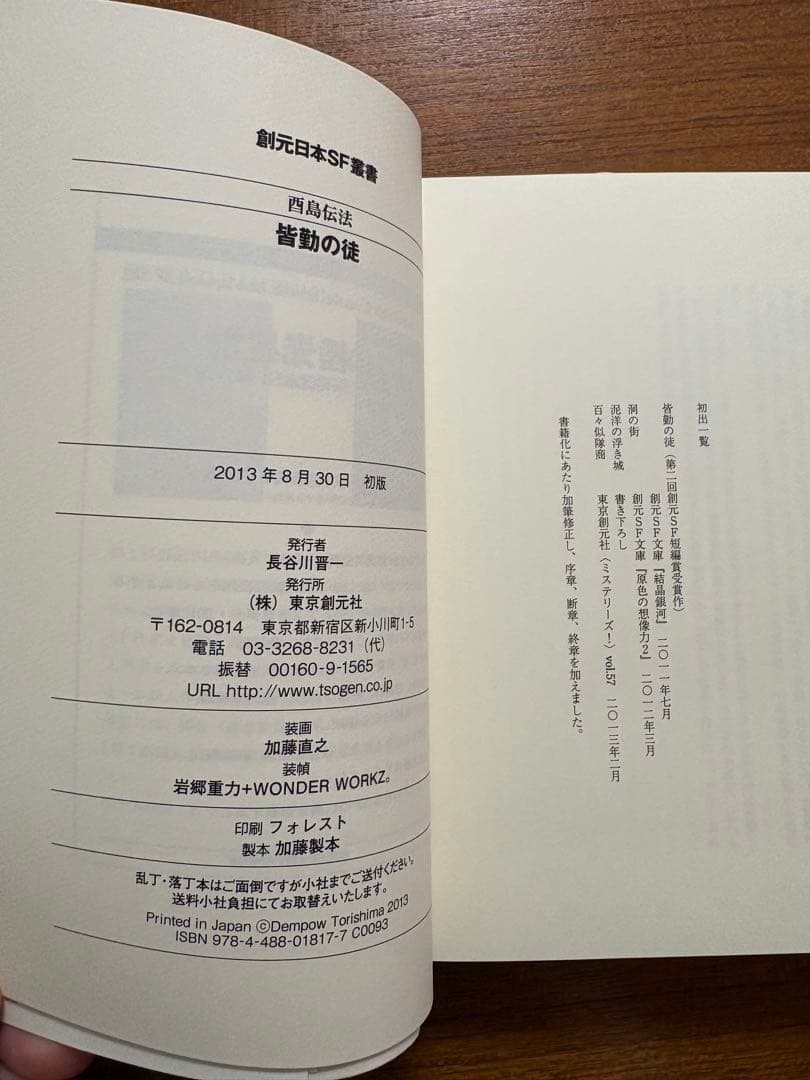 創元日本SF叢書
酉島伝法
皆勤の徒
2013年8月30日 初版
発行者
長谷川晋一
発行所
(株)東京創元社
〒162-0814 東京都新宿区新小川町1-5
電話 03-3268-8231(代)
振替 00160-9-1565
URL http://www.tsogen.co.jp
装画
加藤直之
装幀
岩郷重力+WONDER WORKZ。
印刷 フォレスト
製本 加藤製本
乱丁・落丁本はご面倒ですが小社までご送付ください。
送料小社負担にてお取替えいたします。
Printed in Japan ©Dempow Torishima 2013
ISBN 978-4-488-01817-7 C0093
初出一覧
皆勤の徒(第二回創元SF短編賞受賞作)
創元SF文庫『結晶銀河』 二〇一一年七月
洞の街 創元SF文庫『原色の想像力2』 二〇一二年三月
泥洋の浮き城 書き下ろし
百々似隊商 東京創元社〈ミステリーズ!〉vol.57 二〇一三年二月
書籍化にあたり加筆修正し、序章、断章、終章を加えました。